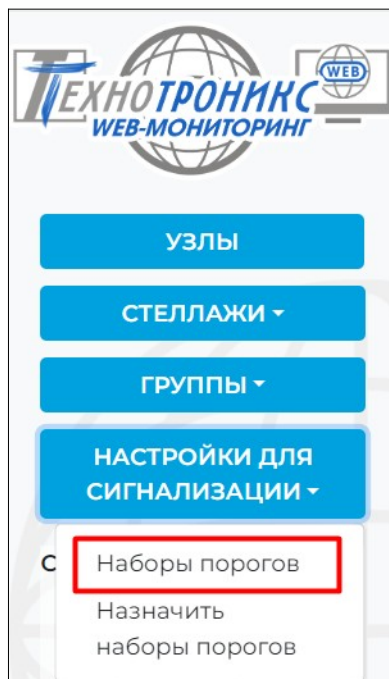 ТЕХНОТРОНИКС
WEB
WEB-МОНИТОРИНГ
УЗЛЫ
СТЕЛЛАЖИ
ГРУППЫ
НАСТРОЙКИ ДЛЯ
СИГНАЛИЗАЦИИ
С
Наборы порогов
Назначить
наборы порогов